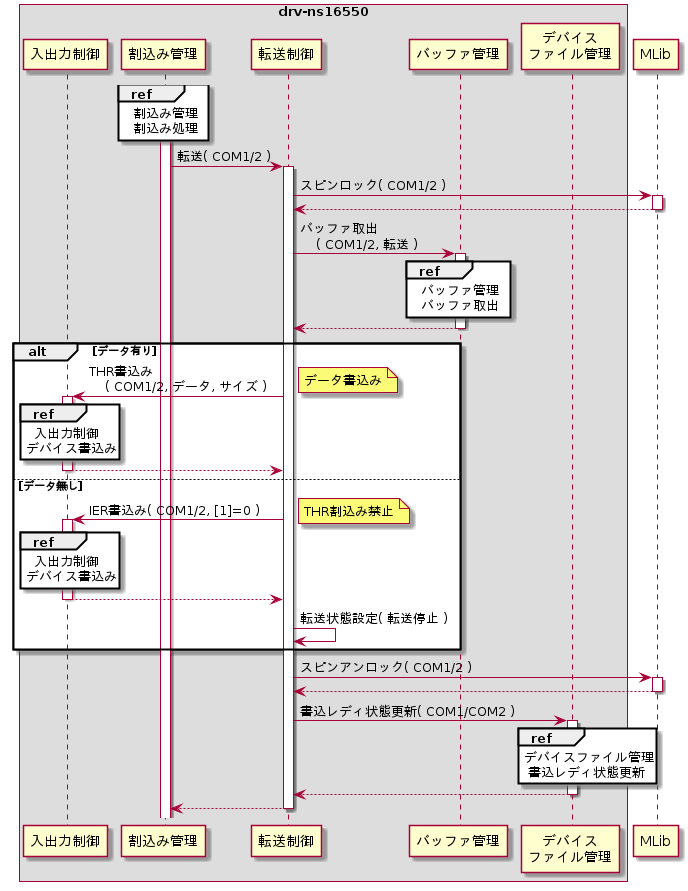 drv-ns16550
入出力制御
割込み管理
転送制御
バッファ管理
デバイス
ファイル管理
MLib
ref
割込み管理
割込み処理
転送( COM1/2 )
スピンロック( COM1/2 )
バッファ取出
( COM1/2, 転送 )
ref
バッファ管理
バッファ取出
alt
[データ有り]
THR書込み
( COM1/2, データ, サイズ )
データ書込み
ref
入出力制御
デバイス書込み
[データ無し]
IER書込み( COM1/2, [1]=0 )
THR割込み禁止
ref
入出力制御
デバイス書込み
転送状態設定( 転送停止 )
スピンアンロック( COM1/2 )
書込レディ状態更新( COM1/COM2 )
ref
デバイスファイル管理
書込レディ状態更新
入出力制御
割込み管理
転送制御
バッファ管理
デバイス
ファイル管理
MLib